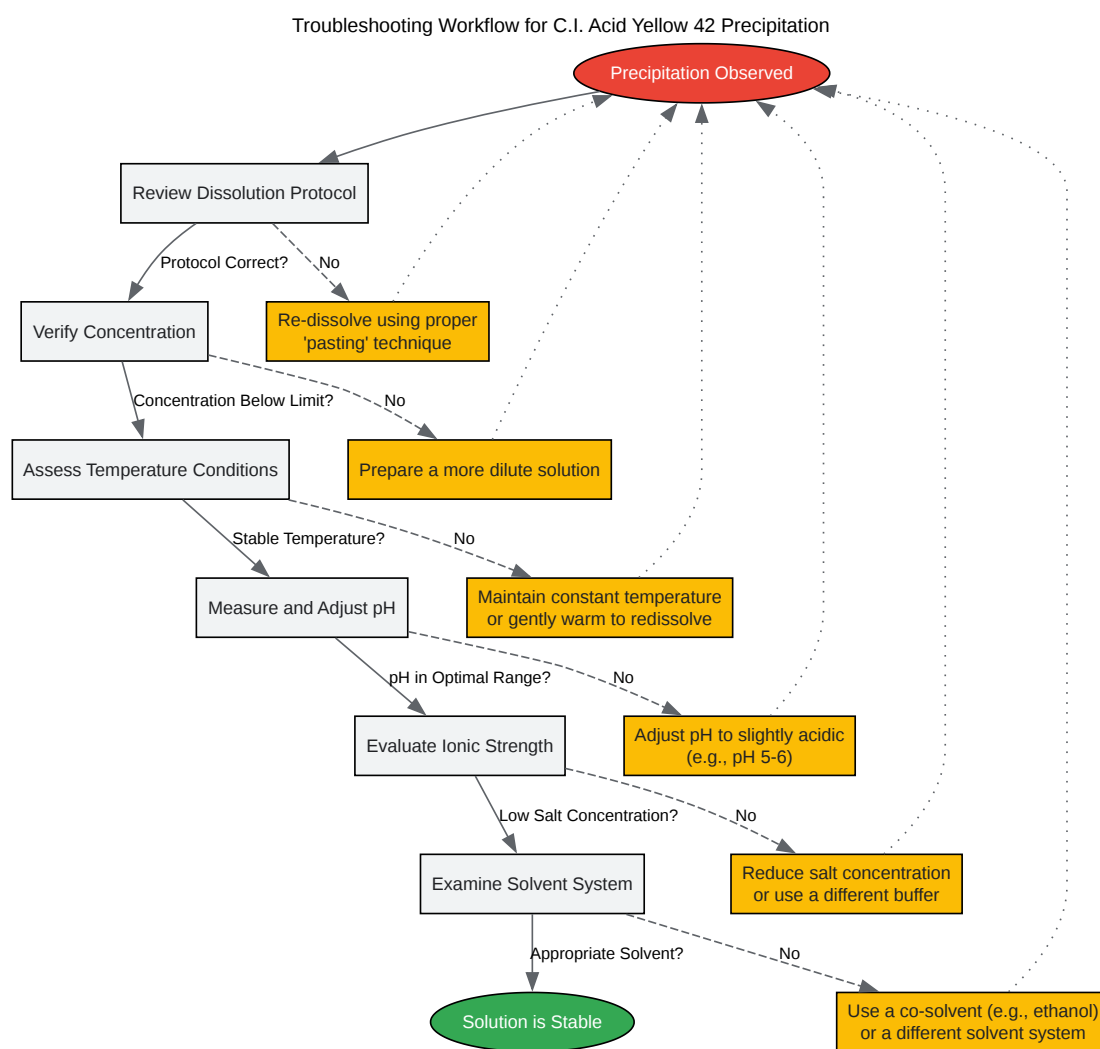 Troubleshooting Workflow for C.I. Acid Yellow 42 Precipitation
Precipitation Observed
Review Dissolution Protocol
Protocol Correct?
No
Verify Concentration
Re-dissolve using proper
'pasting' technique
Concentration Below Limit?
No
Assess Temperature Conditions
Prepare a more dilute solution
Stable Temperature?
No
Measure and Adjust pH
Maintain constant temperature
or gently warm to redissolve
pH in Optimal Range?
No
Evaluate Ionic Strength
Adjust pH to slightly acidic
(e.g., pH 5-6)
Low Salt Concentration?
No
Examine Solvent System
Reduce salt concentration
or use a different buffer
Appropriate Solvent?
No
Solution is Stable
Use a co-solvent (e.g., ethanol)
or a different solvent system